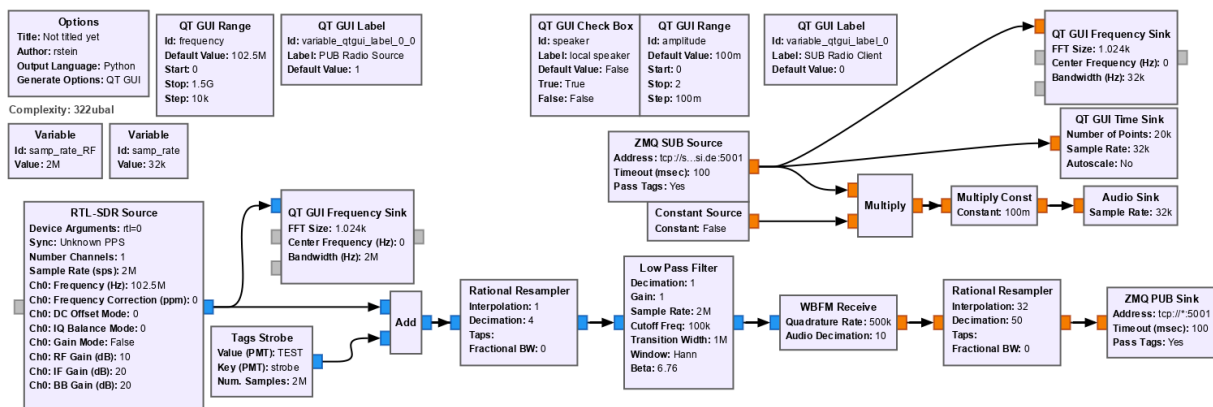 Options
Title: Not titled yet
Author: rstein
Output Language: Python
Generate Options: QT GUI
Complexity: 322ubal
QT GUI Range
Id: frequency
Default Value: 102.5M
Start: 0
Stop: 1.5G
Step: 10k
QT GUI Label
Id: variable_qtgui_label_0_0
Label: PUB Radio Source
Default Value: 1
QT GUI Check Box
Id: speaker
Label: local speaker
Default Value: False
True: True
False: False
QT GUI Range
Id: amplitude
Default Value: 100m
Start: 0
Stop: 2
Step: 100m
QT GUI Label
Id: variable_qtgui_label_0
Label: SUB Radio Client
Default Value: 0
QT GUI Frequency Sink
FFT Size: 1.024k
Center Frequency (Hz): 0
Bandwidth (Hz): 32k
Variable
Id: samp_rate_RF
Value: 2M
Variable
Id: samp_rate
Value: 32k
ZMQ SUB Source
Address: tcp://s...si.de:5001
Timeout (msec): 100
Pass Tags: Yes
QT GUI Time Sink
Number of Points: 20k
Sample Rate: 32k
Autoscale: No
Constant Source
Constant: False
Multiply
Multiply Const
Constant: 100m
Audio Sink
Sample Rate: 32k
RTL-SDR Source
Device Arguments: rtl=0
Sync: Unknown PPS
Number Channels: 1
Sample Rate (sps): 2M
Ch0: Frequency (Hz): 102.5M
Ch0: Frequency Correction (ppm): 0
Ch0: DC Offset Mode: 0
Ch0: IQ Balance Mode: 0
Ch0: Gain Mode: False
Ch0: RF Gain (dB): 10
Ch0: IF Gain (dB): 20
Ch0: BB Gain (dB): 20
QT GUI Frequency Sink
FFT Size: 1.024k
Center Frequency (Hz): 0
Bandwidth (Hz): 2M
Tags Strobe
Value (PMT): TEST
Key (PMT): strobe
Num. Samples: 2M
Add
Rational Resampler
Interpolation: 1
Decimation: 4
Taps:
Fractional BW: 0
Low Pass Filter
Decimation: 1
Gain: 1
Sample Rate: 2M
Cutoff Freq: 100k
Transition Width: 1M
Window: Hann
Beta: 6.76
WBFM Receive
Quadrature Rate: 500k
Audio Decimation: 10
Rational Resampler
Interpolation: 32
Decimation: 50
Taps:
Fractional BW: 0
ZMQ PUB Sink
Address: tcp://*:5001
Timeout (msec): 100
Pass Tags: Yes